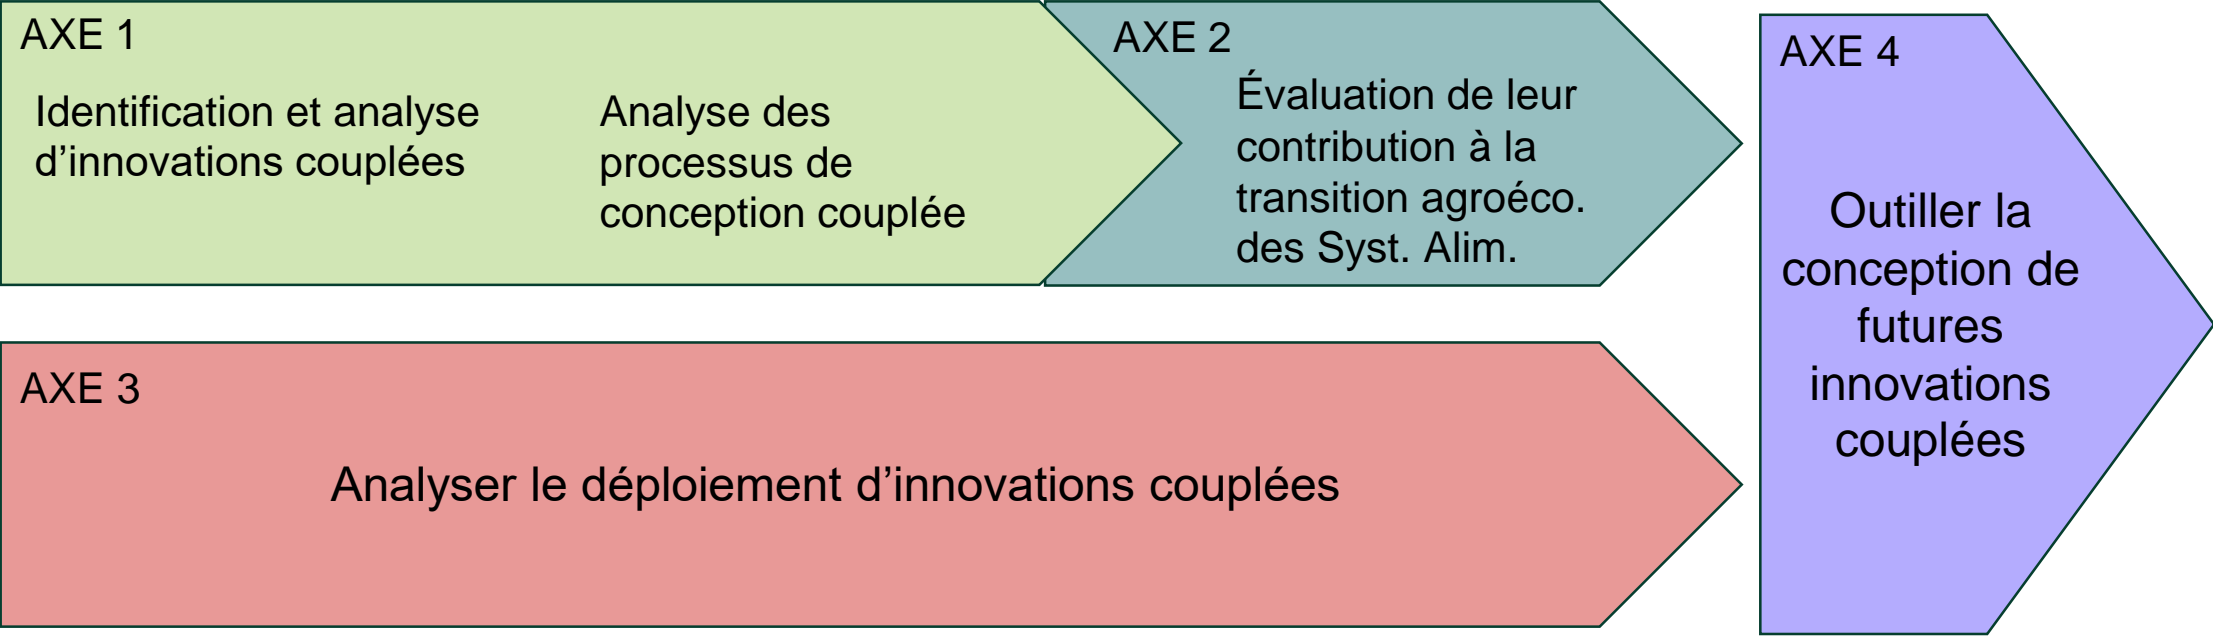 AXE 1
Identification et analyse
d’innovations couplées
Analyse des
processus de
conception couplée
AXE 2
Évaluation de leur
contribution à la
transition agroéco.
des Syst. Alim.
AXE 3
Analyser le déploiement d’innovations couplées
AXE 4
Outiller la
conception de
futures
innovations
couplées